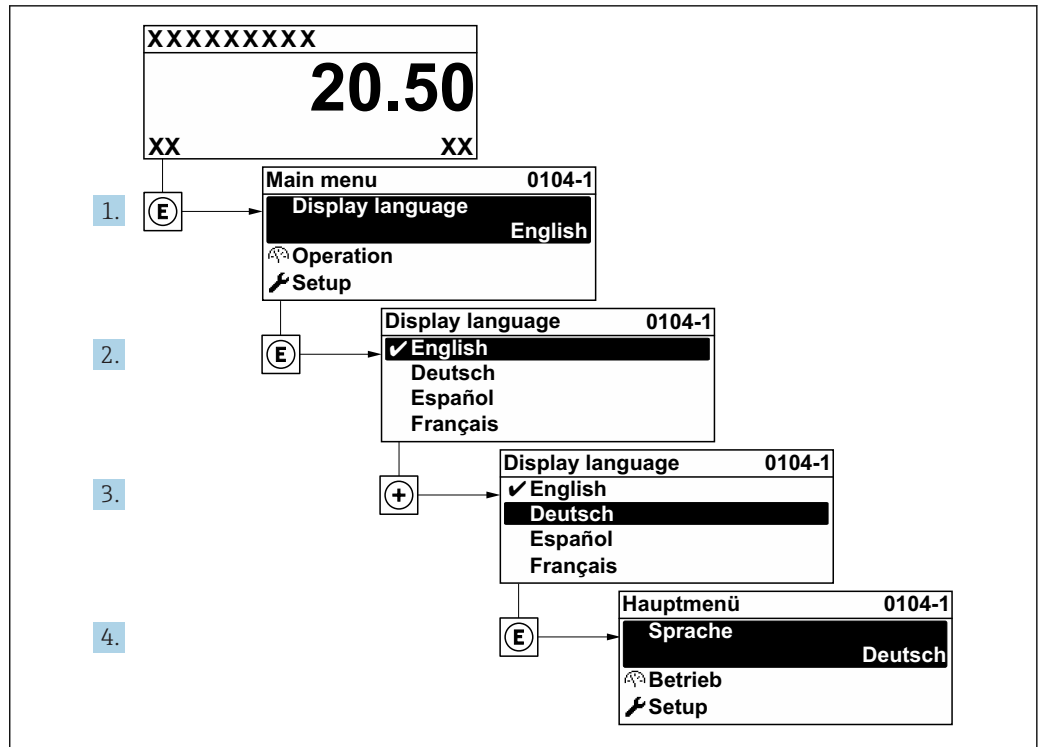 XXXXXXXXX
20.50
XX XX
1. E
Main menu 0104-1
Display language
English
Operation
Setup
2. E
Display language 0104-1
✔English
Deutsch
Español
Français
3. +
Display language 0104-1
✔English
Deutsch
Español
Français
4. E
Hauptmenü 0104-1
Sprache
Deutsch
Betrieb
Setup